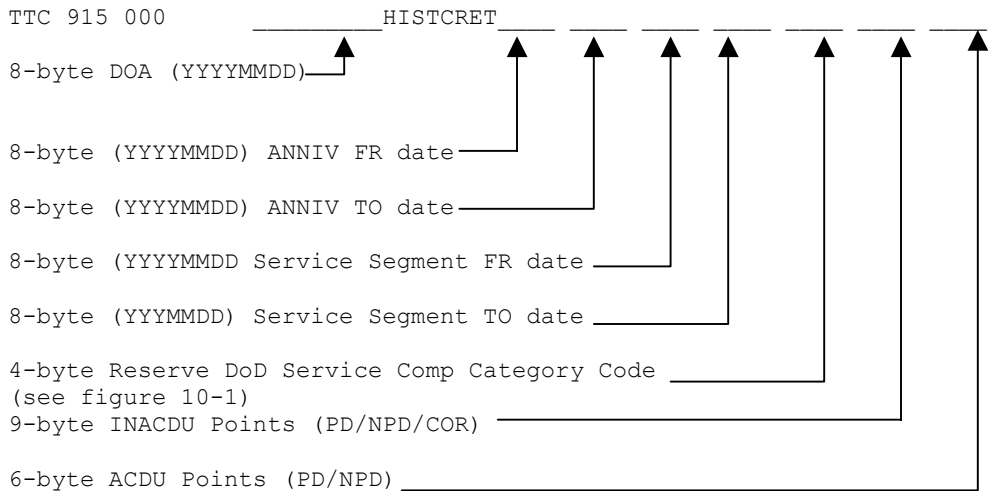 TTC 915 000 _________HISTCRET____ ____ ____ ____ ____ ____ ____
8-byte DOA (YYYYMMDD)
8-byte (YYYYMMDD) ANNIV FR date
8-byte (YYYYMMDD) ANNIV TO date
8-byte (YYYYMMDD Service Segment FR date
8-byte (YYYMMDD) Service Segment TO date
4-byte Reserve DoD Service Comp Category Code
(see figure 10-1)
9-byte INACDU Points (PD/NPD/COR)
6-byte ACDU Points (PD/NPD)